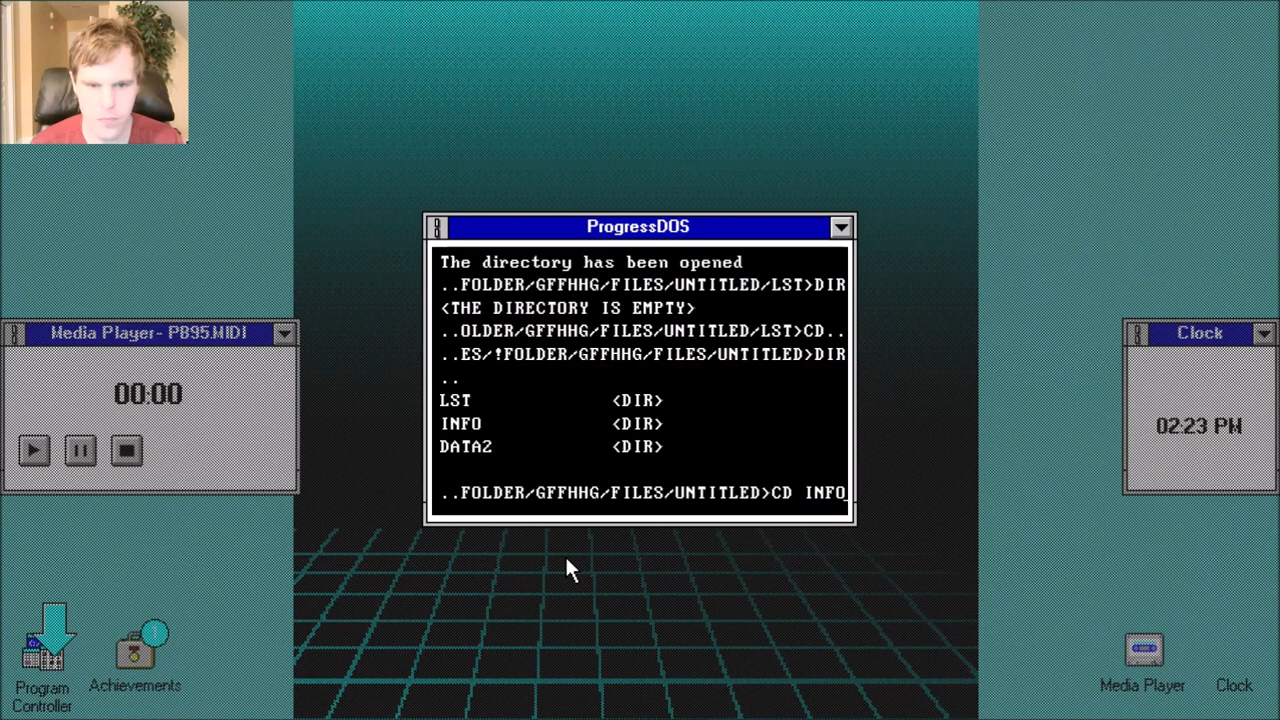 ProgressDOS
The directory has been opened
..FOLDER/GFFHHG/FILES/UNTITLED/LST>DIR
<THE DIRECTORY IS EMPTY>
..OLDER/GFFHHG/FILES/UNTITLED/LST>CD..
..ES/!FOLDER/GFFHHG/FILES/UNTITLED>DIR
..
LST <DIR>
INFO <DIR>
DATA2 <DIR>
..FOLDER/GFFHHG/FILES/UNTITLED>CD INFO_
Media Player- PB95.MIDI
00:00
Clock
02:23 PM
Program
Controller
Achievements
Media Player
Clock